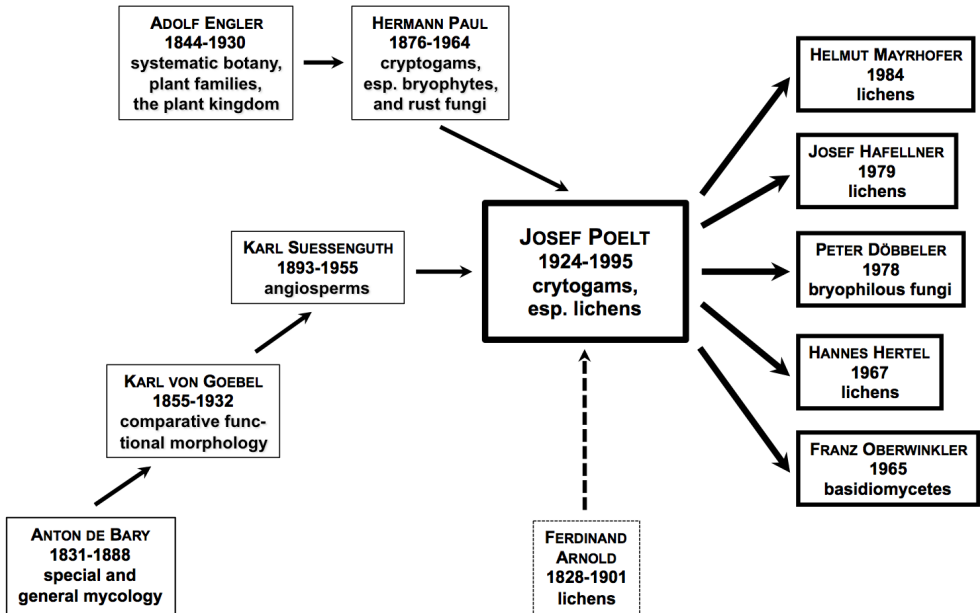 ADOLF ENGLER
1844-1930
systematic botany,
plant families,
the plant kingdom
HERMANN PAUL
1876-1964
cryptogams,
esp. bryophytes,
and rust fungi
HELMUT MAYRHOFER
1984
lichens
JOSEF HAFELLNER
1979
lichens
KARL SUESSENGUTH
1893-1955
angiosperms
JOSEF POELT
1924-1995
crytogams,
esp. lichens
PETER DÖBBELER
1978
bryophilous fungi
HANNES HERTEL
1967
lichens
KARL VON GOEBEL
1855-1932
comparative func-
tional morphology
FRANZ OBERWINKLER
1965
basidiomycetes
ANTON DE BARY
1831-1888
special and
general mycology
FERDINAND
ARNOLD
1828-1901
lichens